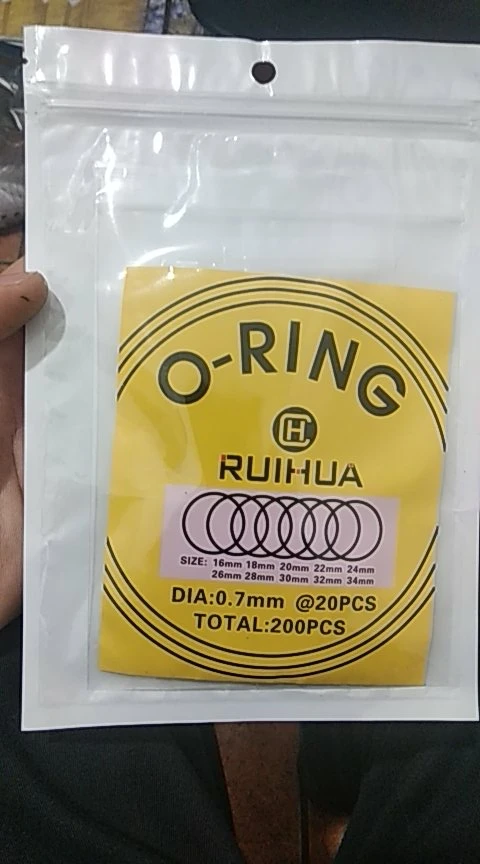 O-RING
RUIHUA
SIZE: 16mm 18mm 20mm 22mm 24mm
26mm 28mm 30mm 32mm 34mm
DIA:0.7mm @20PCS
TOTAL:200PCS